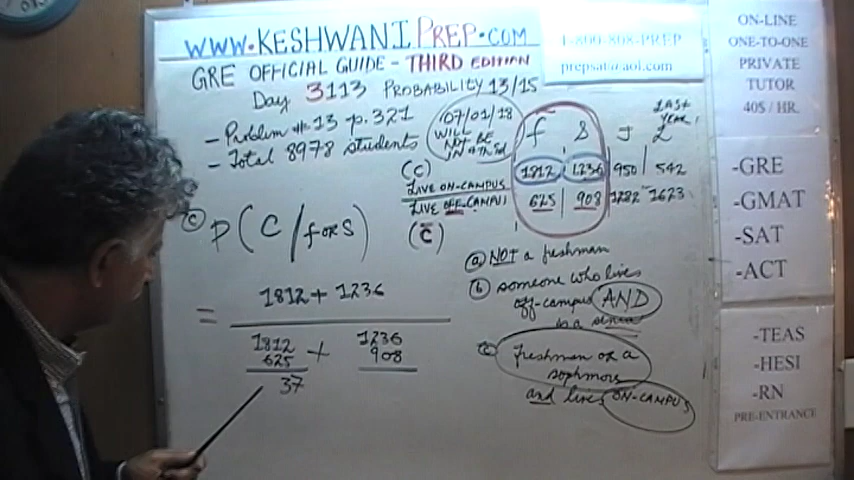 WWW.KESHWANIPREP.COM
GRE OFFICIAL GUIDE - THIRD EDITION
Day 3113 PROBABILITY 13/15
- Problem # 13 p. 321
- Total 8978 students
07/01/18
WILL
NOT BE
IN
f S J L
LAST
YEAR
(C)
LIVE ON-CAMPUS 1812 1236 950 542
LIVE OFF-CAMPUS 625 908 1282 1623
(C̄)
(C) P(C/f or S)
= 1812 + 1236
1812 + 1236
625 908
37
(a) NOT a freshman
(b) someone who lives
off-campus AND
is a senior
(c) freshman or a
sophmore
and lives ON-CAMPUS
1-800-808-PREP
prepsat@aol.com
ON-LINE
ONE-TO-ONE
PRIVATE
TUTOR
40$ / HR.
-GRE
-GMAT
-SAT
-ACT
-TEAS
-HESI
-RN
PRE-ENTRANCE